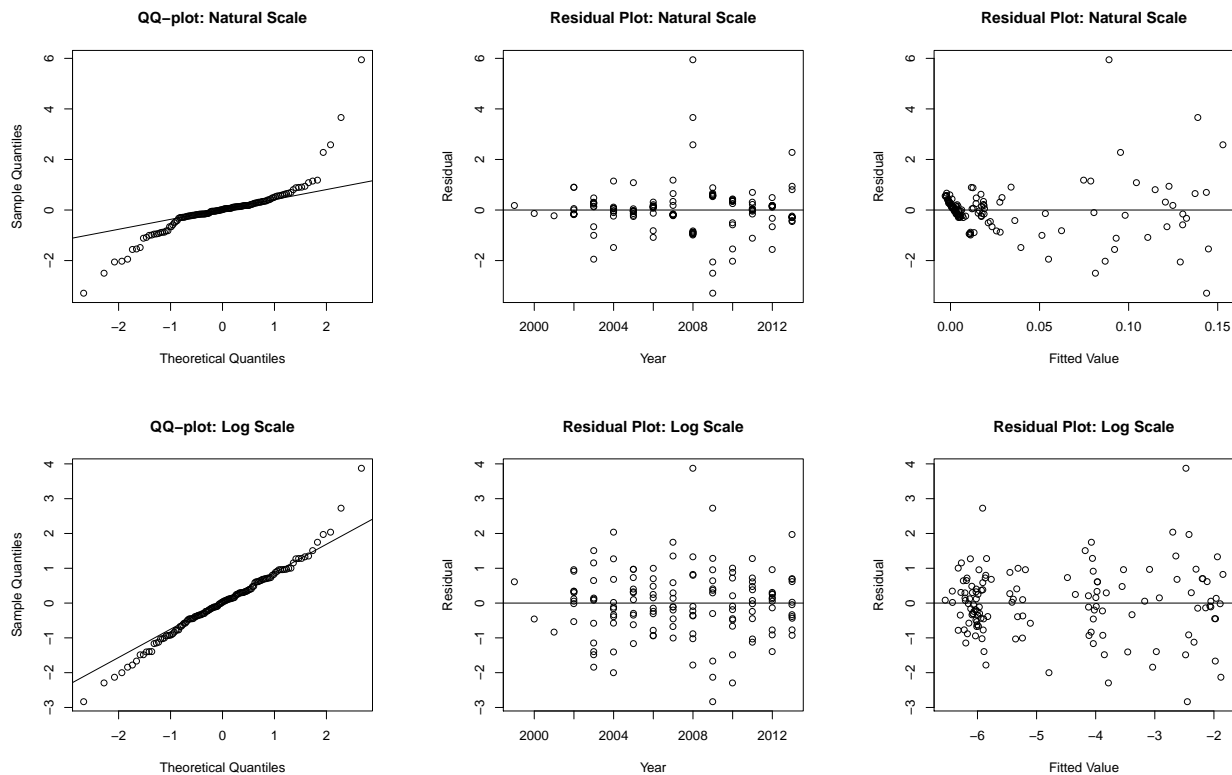 QQ−plot: Natural Scale
Sample Quantiles
6
4
2
0
−2
−2 −1 0 1 2
Theoretical Quantiles
Residual Plot: Natural Scale
Residual
6
4
2
0
−2
2000 2004 2008 2012
Year
Residual Plot: Natural Scale
Residual
6
4
2
0
−2
0.00 0.05 0.10 0.15
Fitted Value
QQ−plot: Log Scale
Sample Quantiles
4
3
2
1
0
−1
−2
−3
−2 −1 0 1 2
Theoretical Quantiles
Residual Plot: Log Scale
Residual
4
3
2
1
0
−1
−2
−3
2000 2004 2008 2012
Year
Residual Plot: Log Scale
Residual
4
3
2
1
0
−1
−2
−3
−6 −5 −4 −3 −2
Fitted Value